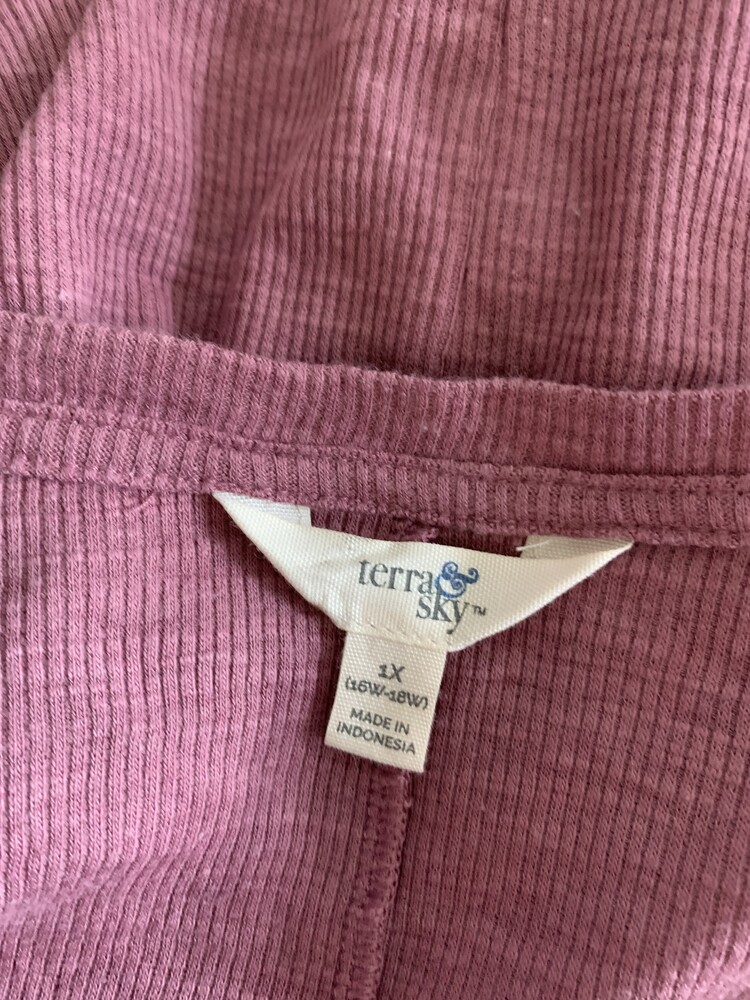 terra &
sky™
1X
(16W-18W)
MADE IN
INDONESIA